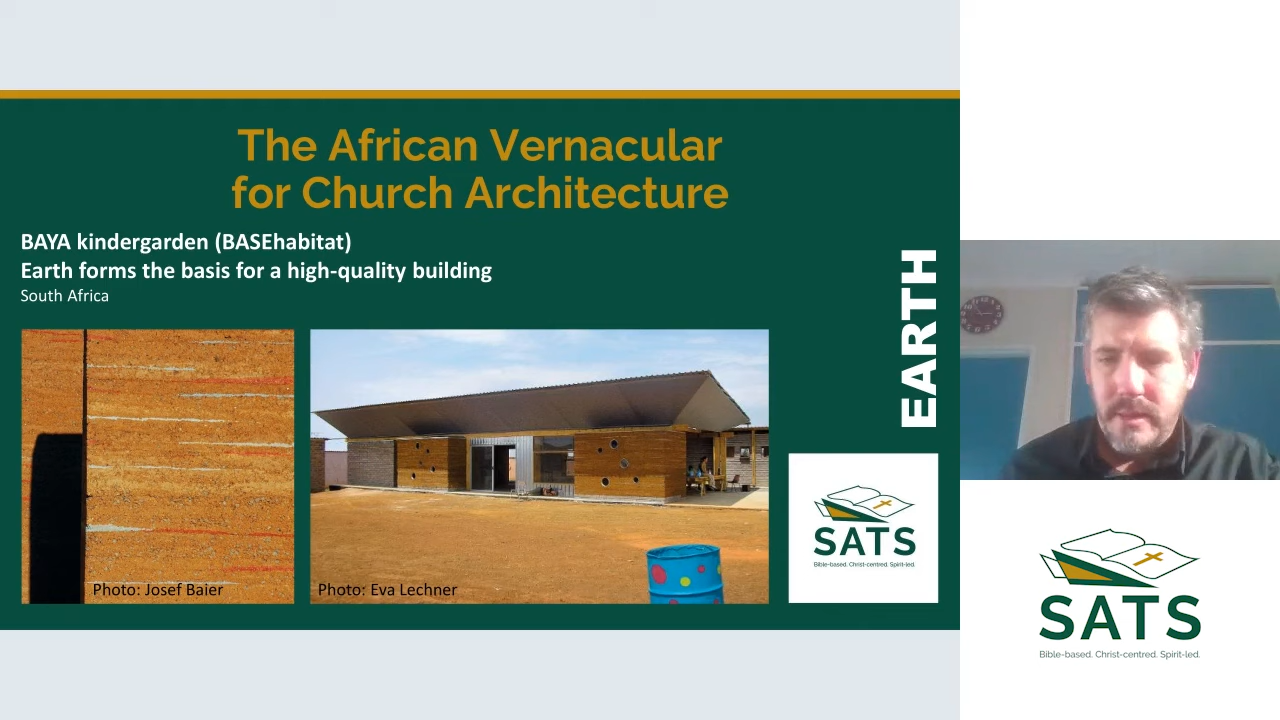 The African Vernacular
for Church Architecture
BAYA kindergarden (BASEhabitat)
Earth forms the basis for a high-quality building
South Africa
EARTH
Photo: Josef Baier
Photo: Eva Lechner
SATS
Bible-based. Christ-centred. Spirit-led.
SATS
Bible-based. Christ-centred. Spirit-led.